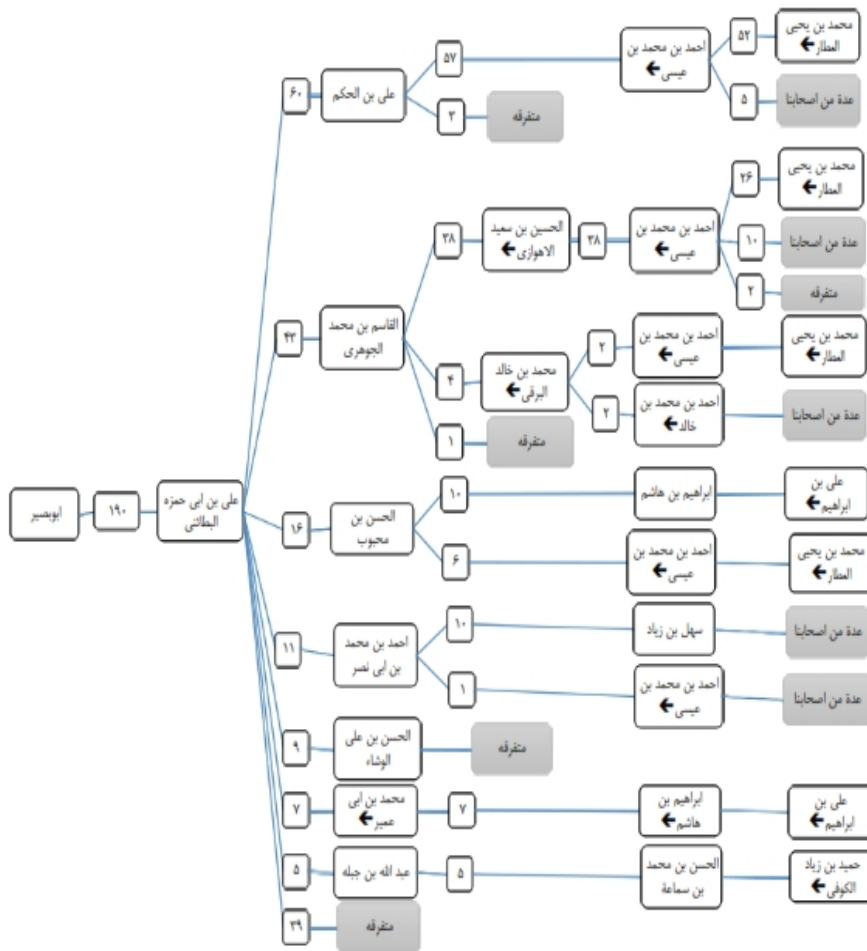 محمد بن یحیی
العطار←
۵۲
احمد بن محمد بن
عیسی←
۵۷
علی بن الحکم
۶۰
عدة من اصحابنا
۵
متفرقه
۳
محمد بن یحیی
العطار←
۲۶
عدة من اصحابنا
۱۰
متفرقه
۲
احمد بن محمد بن
عیسی←
۳۸
الحسین بن سعید
الاهوازی←
۳۸
القاسم بن محمد
الجوهری
۴۳
محمد بن یحیی
العطار←
احمد بن محمد بن
عیسی←
۲
محمد بن خالد
البرقی←
۴
عدة من اصحابنا
احمد بن محمد بن
خالد←
۲
متفرقه
۱
ابوبصیر
۱۹۰
علی بن ابی حمزه
البطائنی
علی بن
ابراهیم←
ابراهیم بن هاشم
۱۰
الحسن بن
محبوب
۱۶
محمد بن یحیی
العطار←
احمد بن محمد بن
عیسی←
۶
عدة من اصحابنا
سهل بن زیاد
۱۰
احمد بن محمد
بن ابی نصر
۱۱
عدة من اصحابنا
احمد بن محمد بن
عیسی←
۱
متفرقه
الحسن بن علی
الوشاء
۹
علی بن
ابراهیم←
ابراهیم بن
هاشم←
۷
محمد بن ابی
عمیر←
۷
حمید بن زیاد
الکوفی←
الحسن بن محمد
بن سماعة
۵
عبد الله بن جبله
۵
متفرقه
۳۹